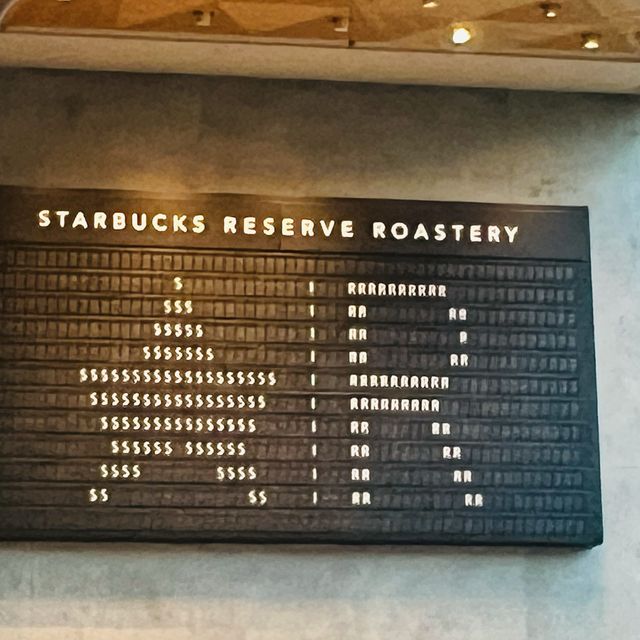 STARBUCKS RESERVE ROASTERY
$ I RRRRRRRRRR
$$$ I RR RR
$$$$$ I RR R
$$$$$$$ I RR RR
$$$$$$$$$$$$$$$$$$$ I RRRRRRRRRR
$$$$$$$$$$$$$$$$$ I RRRRRRRRR
$$$$$$$$$$$$$$$ I RR RR
$$$$$$ $$$$$$ I RR RR
$$$$ $$$$ I RR RR
$$ $$ I RR RR